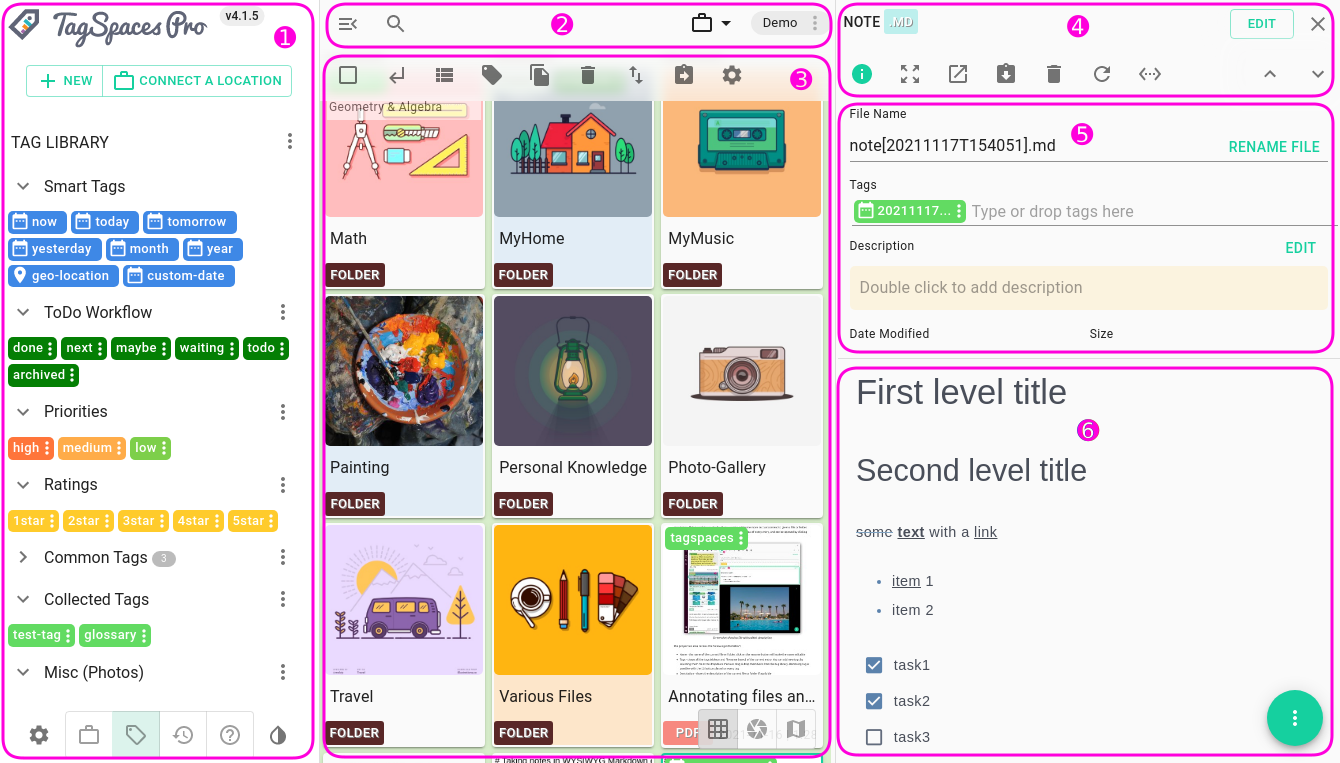 TagSpaces Pro
v4.1.5
1
NEW
CONNECT A LOCATION
TAG LIBRARY
Smart Tags
now today tomorrow
yesterday month year
geo-location custom-date
ToDo Workflow
done next maybe waiting todo
archived
Priorities
high medium low
Ratings
1star 2star 3star 4star 5star
Common Tags 3
Collected Tags
test-tag glossary
Misc (Photos)
2
Demo
3
Geometry & Algebra
Math
FOLDER
MyHome
FOLDER
MyMusic
FOLDER
Painting
FOLDER
Personal Knowledge
FOLDER
Photo-Gallery
FOLDER
Travel
FOLDER
Various Files
FOLDER
tagspaces
Annotating files an...
PDF
# Taking notes in WYSIWYG Markdown
NOTE .MD
4
EDIT
File Name
5
note[20211117T154051].md
RENAME FILE
Tags
20211117... Type or drop tags here
Description
EDIT
Double click to add description
Date Modified Size
First level title
6
Second level title
some text with a link
item 1
item 2
task1
task2
task3